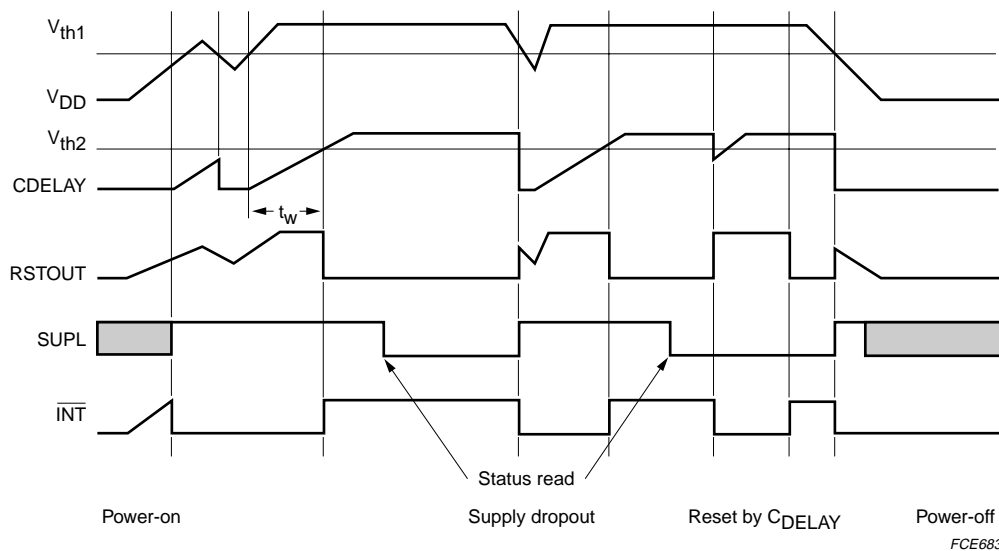 Vth1
VDD
Vth2
CDELAY
tw
RSTOUT
SUPL
INT
Status read
Power-on
Supply dropout
Reset by CDELAY
Power-off
FCE683